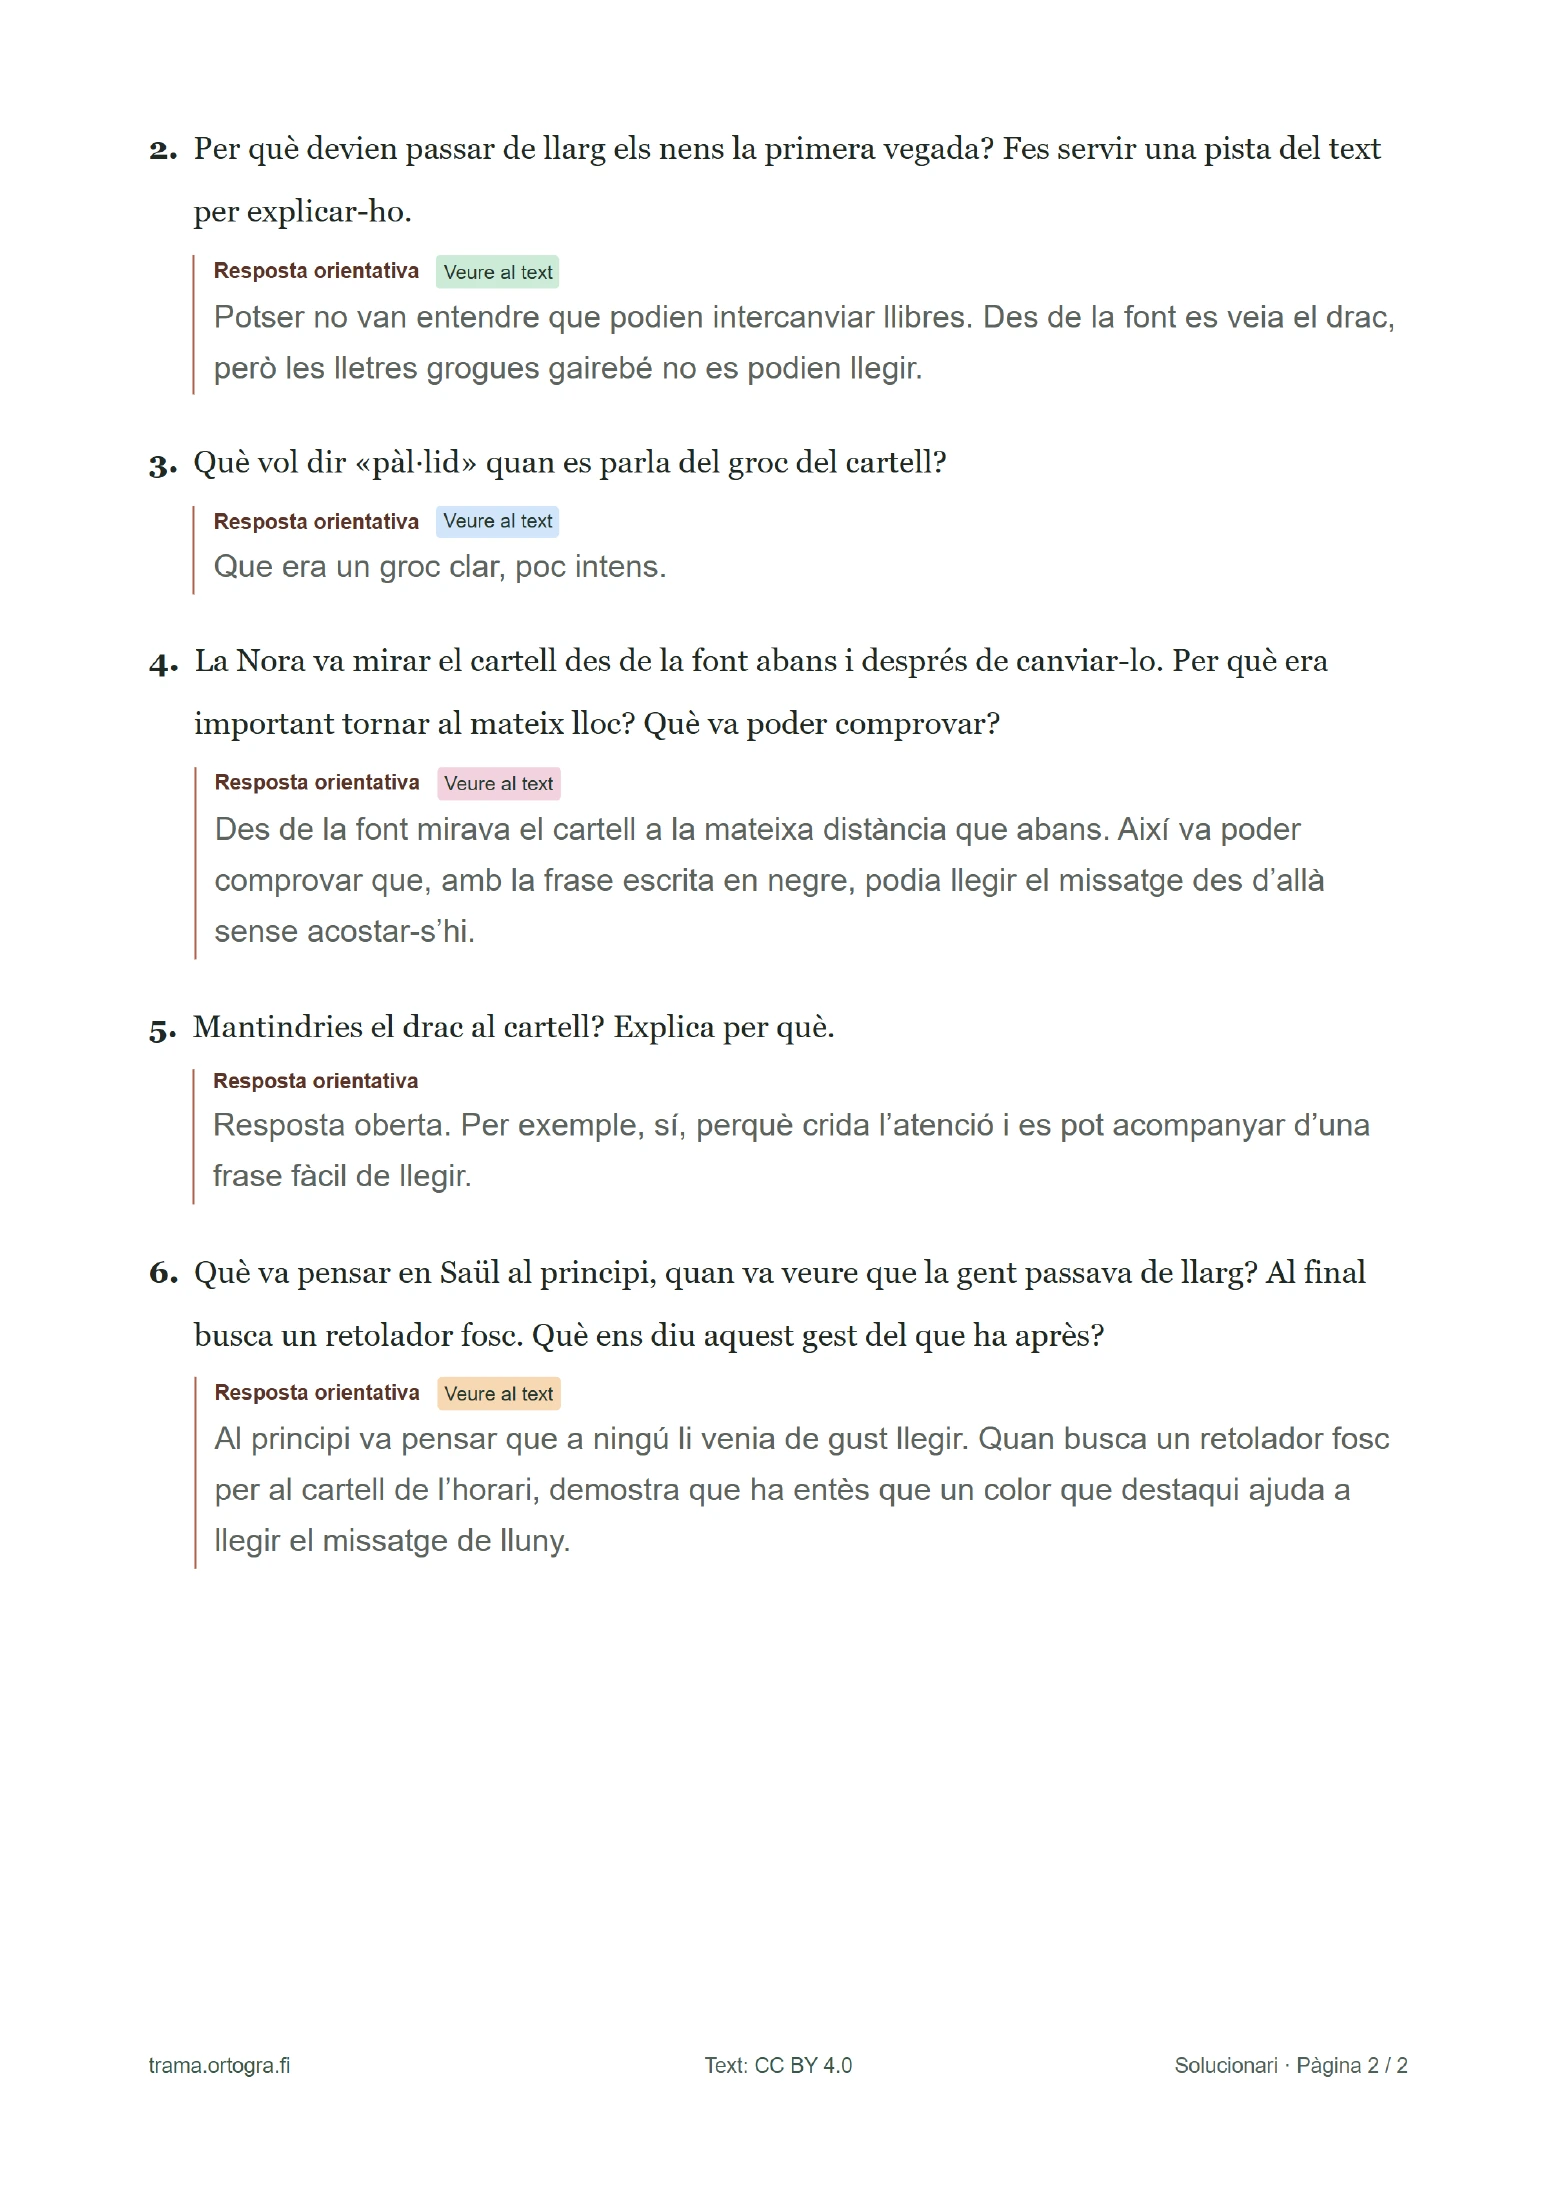 2. Per què devien passar de llarg els nens la primera vegada? Fes servir una pista del text
per explicar-ho.
Resposta orientativa Veure al text
Potser no van entendre que podien intercanviar llibres. Des de la font es veia el drac,
però les lletres grogues gairebé no es podien llegir.
3. Què vol dir «pàl·lid» quan es parla del groc del cartell?
Resposta orientativa Veure al text
Que era un groc clar, poc intens.
4. La Nora va mirar el cartell des de la font abans i després de canviar-lo. Per què era
important tornar al mateix lloc? Què va poder comprovar?
Resposta orientativa Veure al text
Des de la font mirava el cartell a la mateixa distància que abans. Així va poder
comprovar que, amb la frase escrita en negre, podia llegir el missatge des d’allà
sense acostar-s’hi.
5. Mantindries el drac al cartell? Explica per què.
Resposta orientativa
Resposta oberta. Per exemple, sí, perquè crida l’atenció i es pot acompanyar d’una
frase fàcil de llegir.
6. Què va pensar en Saül al principi, quan va veure que la gent passava de llarg? Al final
busca un retolador fosc. Què ens diu aquest gest del que ha après?
Resposta orientativa Veure al text
Al principi va pensar que a ningú li venia de gust llegir. Quan busca un retolador fosc
per al cartell de l’horari, demostra que ha entès que un color que destaqui ajuda a
llegir el missatge de lluny.
trama.ortogra.fi Text: CC BY 4.0 Solucionari · Pàgina 2 / 2